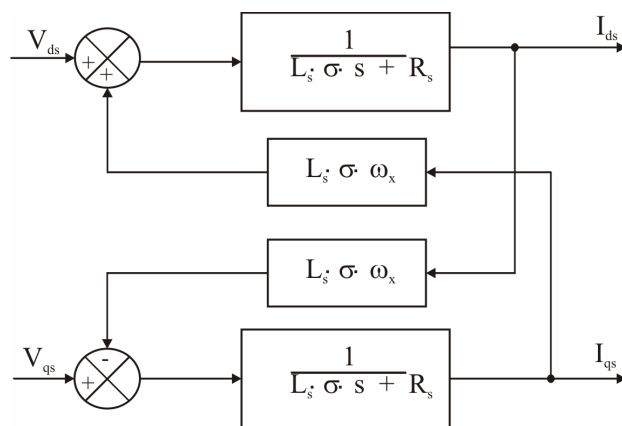 V_ds
+
+
1
L_s· σ· s + R_s
I_ds
L_s· σ· ω_x
L_s· σ· ω_x
V_qs
-
+
1
L_s· σ· s + R_s
I_qs